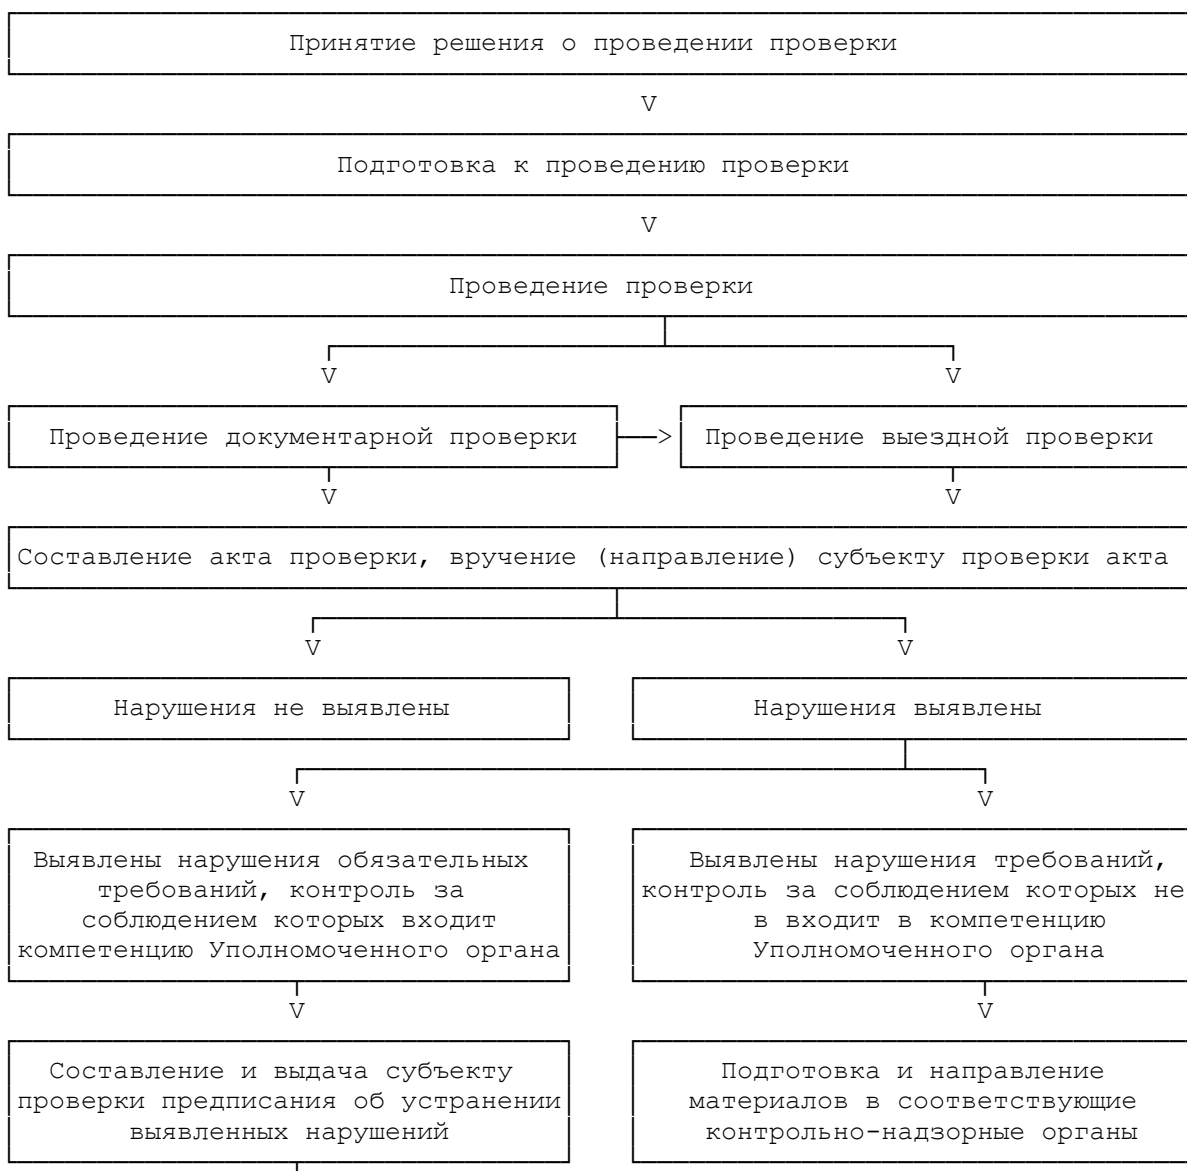 Принятие решения о проведении проверки
V
Подготовка к проведению проверки
V
Проведение проверки
V V
Проведение документарной проверки ──> Проведение выездной проверки
V V
Составление акта проверки, вручение (направление) субъекту проверки акта
V V
Нарушения не выявлены
Нарушения выявлены
V V
Выявлены нарушения обязательных
требований, контроль за
соблюдением которых входит
компетенцию Уполномоченного органа
Выявлены нарушения требований,
контроль за соблюдением которых не
в входит в компетенцию
Уполномоченного органа
V V
Составление и выдача субъекту
проверки предписания об устранении
выявленных нарушений
Подготовка и направление
материалов в соответствующие
контрольно-надзорные органы